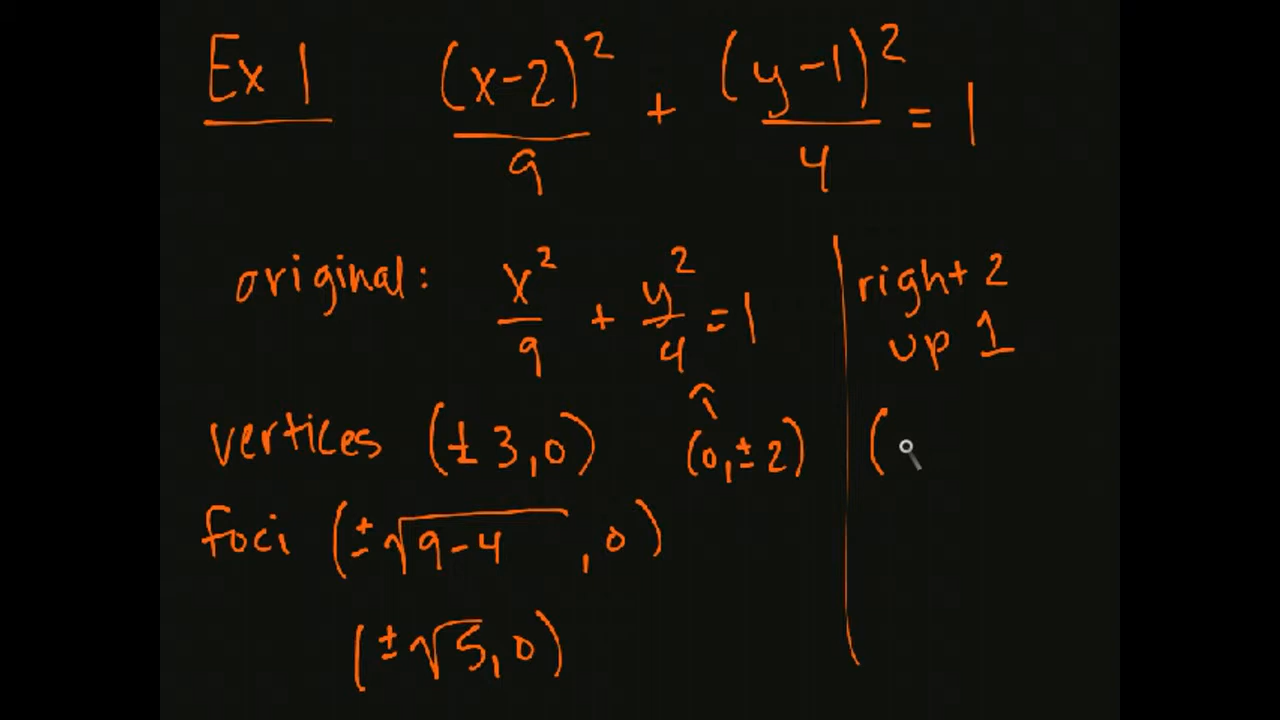 Ex 1 (x-2)²/9 + (y-1)²/4 = 1
original: x²/9 + y²/4 = 1
right 2
up 1
vertices (±3,0) (0,±2) (
foci (±√9-4, 0)
(±√5, 0)